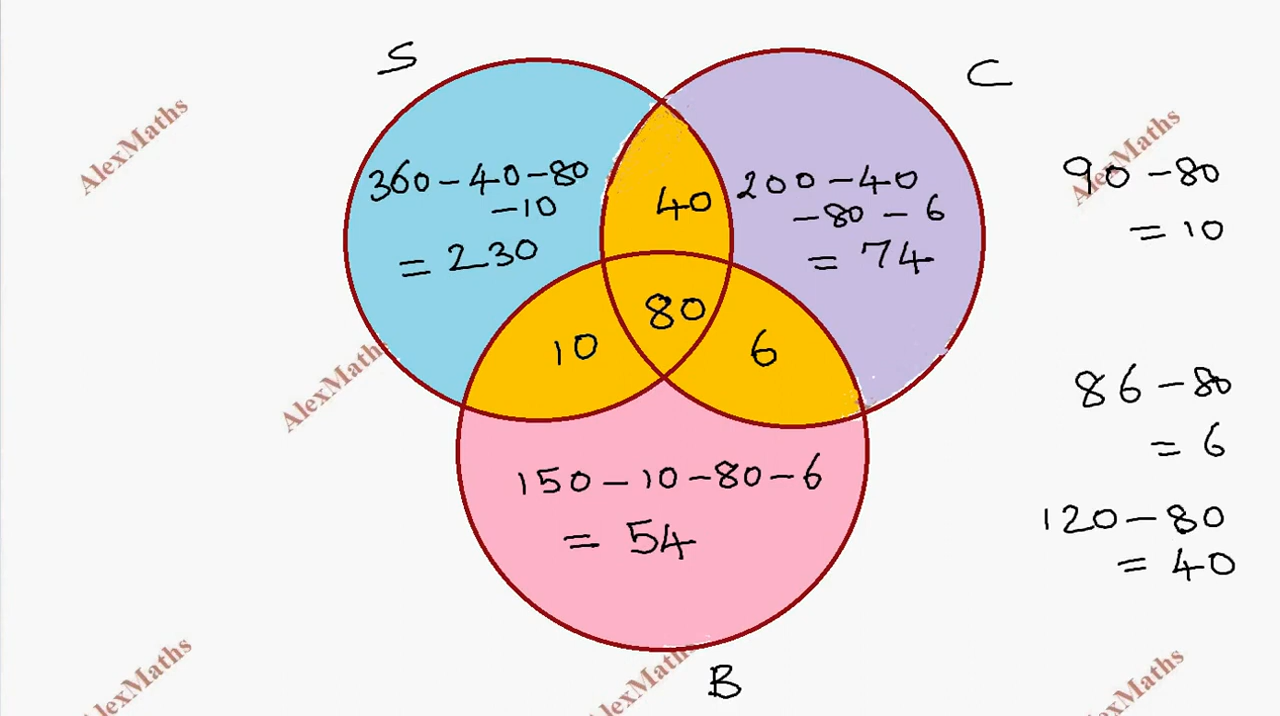 S
C
AlexMaths
AlexMaths
360-40-80
-10
= 230
40
200-40
-80-6
= 74
90-80
= 10
80
10
6
AlexMaths
86-80
= 6
150-10-80-6
= 54
120-80
= 40
B
AlexMaths
AlexMaths
AlexMaths